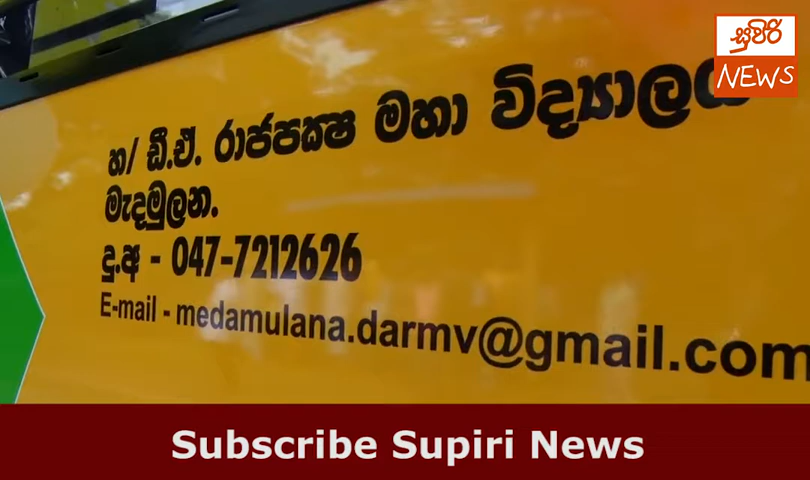 සුපිරි
NEWS
හ/ ඩී.ඒ. රාජපක්ෂ මහා විද්‍යාලය
මැදමුලන.
දු.අ - 047-7212626
E-mail - medamulana.darmv@gmail.com
Subscribe Supiri News